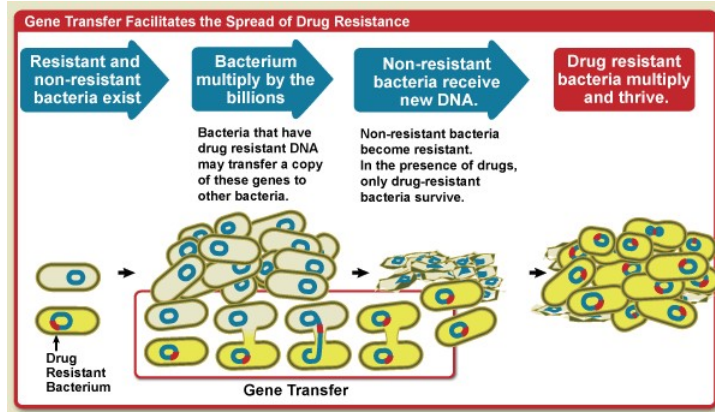 Gene Transfer Facilitates the Spread of Drug Resistance
Resistant and
non-resistant
bacteria exist
Bacterium
multiply by the
billions
Non-resistant
bacteria receive
new DNA.
Drug resistant
bacteria multiply
and thrive.
Bacteria that have
drug resistant DNA
may transfer a copy
of these genes to
other bacteria.
Non-resistant bacteria
become resistant.
In the presence of drugs,
only drug-resistant
bacteria survive.
Drug
Resistant
Bacterium
Gene Transfer